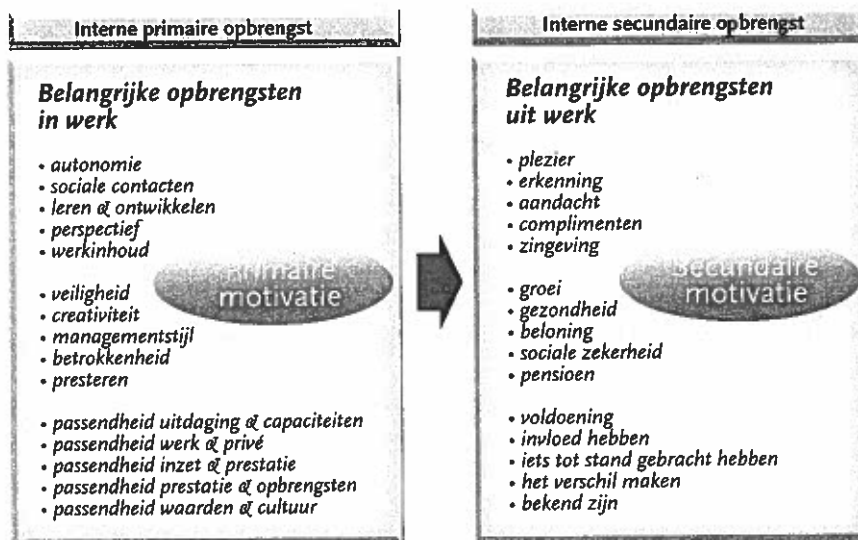 Interne primaire opbrengst
Belangrijke opbrengsten
in werk
• autonomie
• sociale contacten
• leren & ontwikkelen
• perspectief
• werkinhoud
• veiligheid
• creativiteit
• managementstijl
• betrokkenheid
• presteren
• passendheid uitdaging & capaciteiten
• passendheid werk & privé
• passendheid inzet & prestatie
• passendheid prestatie & opbrengsten
• passendheid waarden & cultuur
Primaire
motivatie
Interne secundaire opbrengst
Belangrijke opbrengsten
uit werk
• plezier
• erkenning
• aandacht
• complimenten
• zingeving
• groei
• gezondheid
• beloning
• sociale zekerheid
• pensioen
• voldoening
• invloed hebben
• iets tot stand gebracht hebben
• het verschil maken
• bekend zijn
Secundaire
motivatie